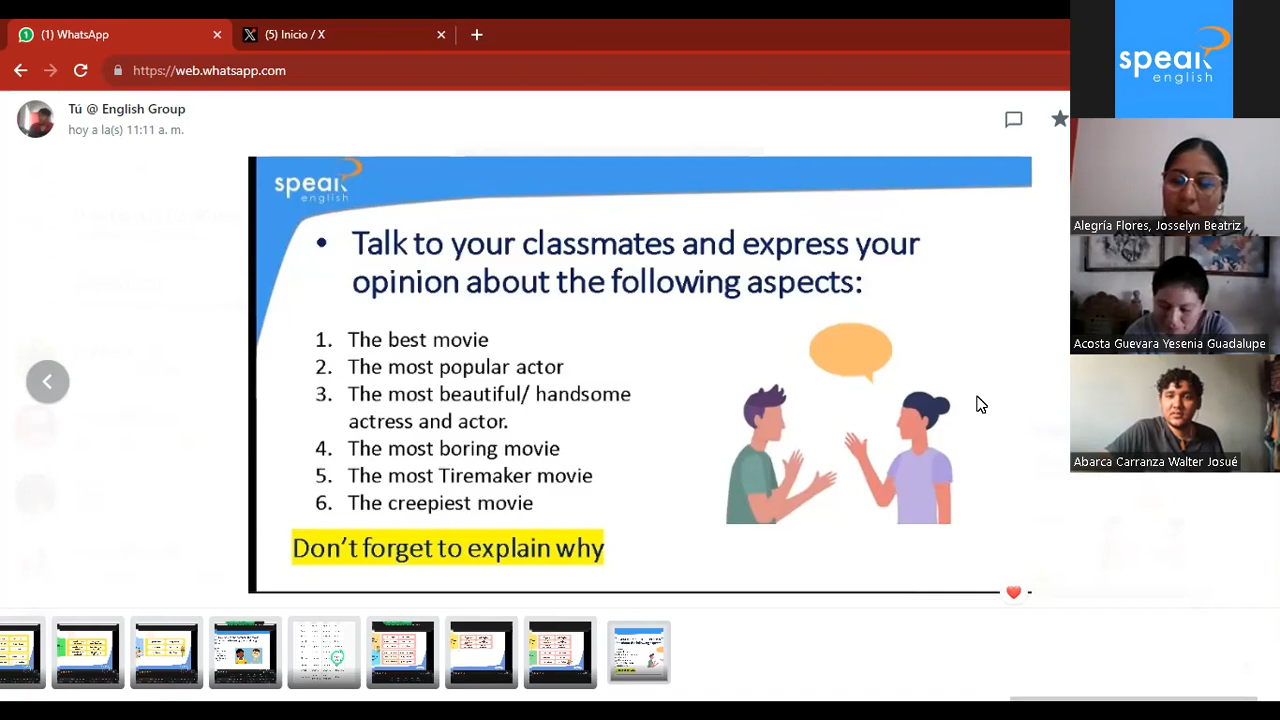 (1) WhatsApp
(5) Inicio / X
https://web.whatsapp.com
Tú @ English Group
hoy a la(s) 11:11 a. m.
speak
english
• Talk to your classmates and express your
opinion about the following aspects:
1. The best movie
2. The most popular actor
3. The most beautiful/ handsome
actress and actor.
4. The most boring movie
5. The most Tiremaker movie
6. The creepiest movie
Don't forget to explain why
speak
english
Alegría Flores, Josselyn Beatriz
Acosta Guevara Yesenia Guadalupe
Abarca Carranza Walter Josué